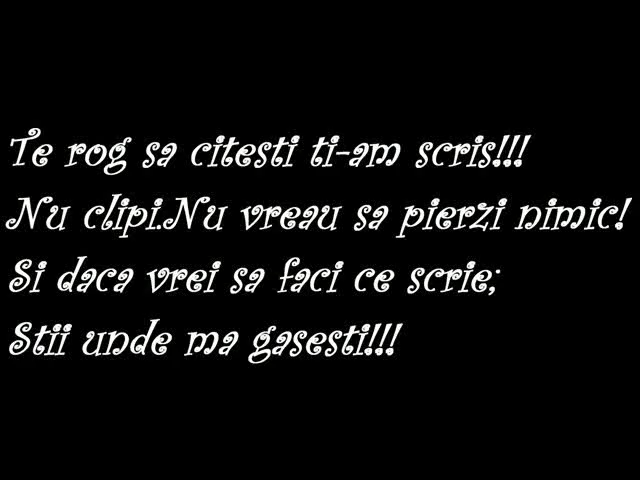 Te rog sa citesti ti-am scris!!!
Nu clipi.Nu vreau sa pierzi nimic!
Si daca vrei sa faci ce scrie;
Stii unde ma gasesti!!!